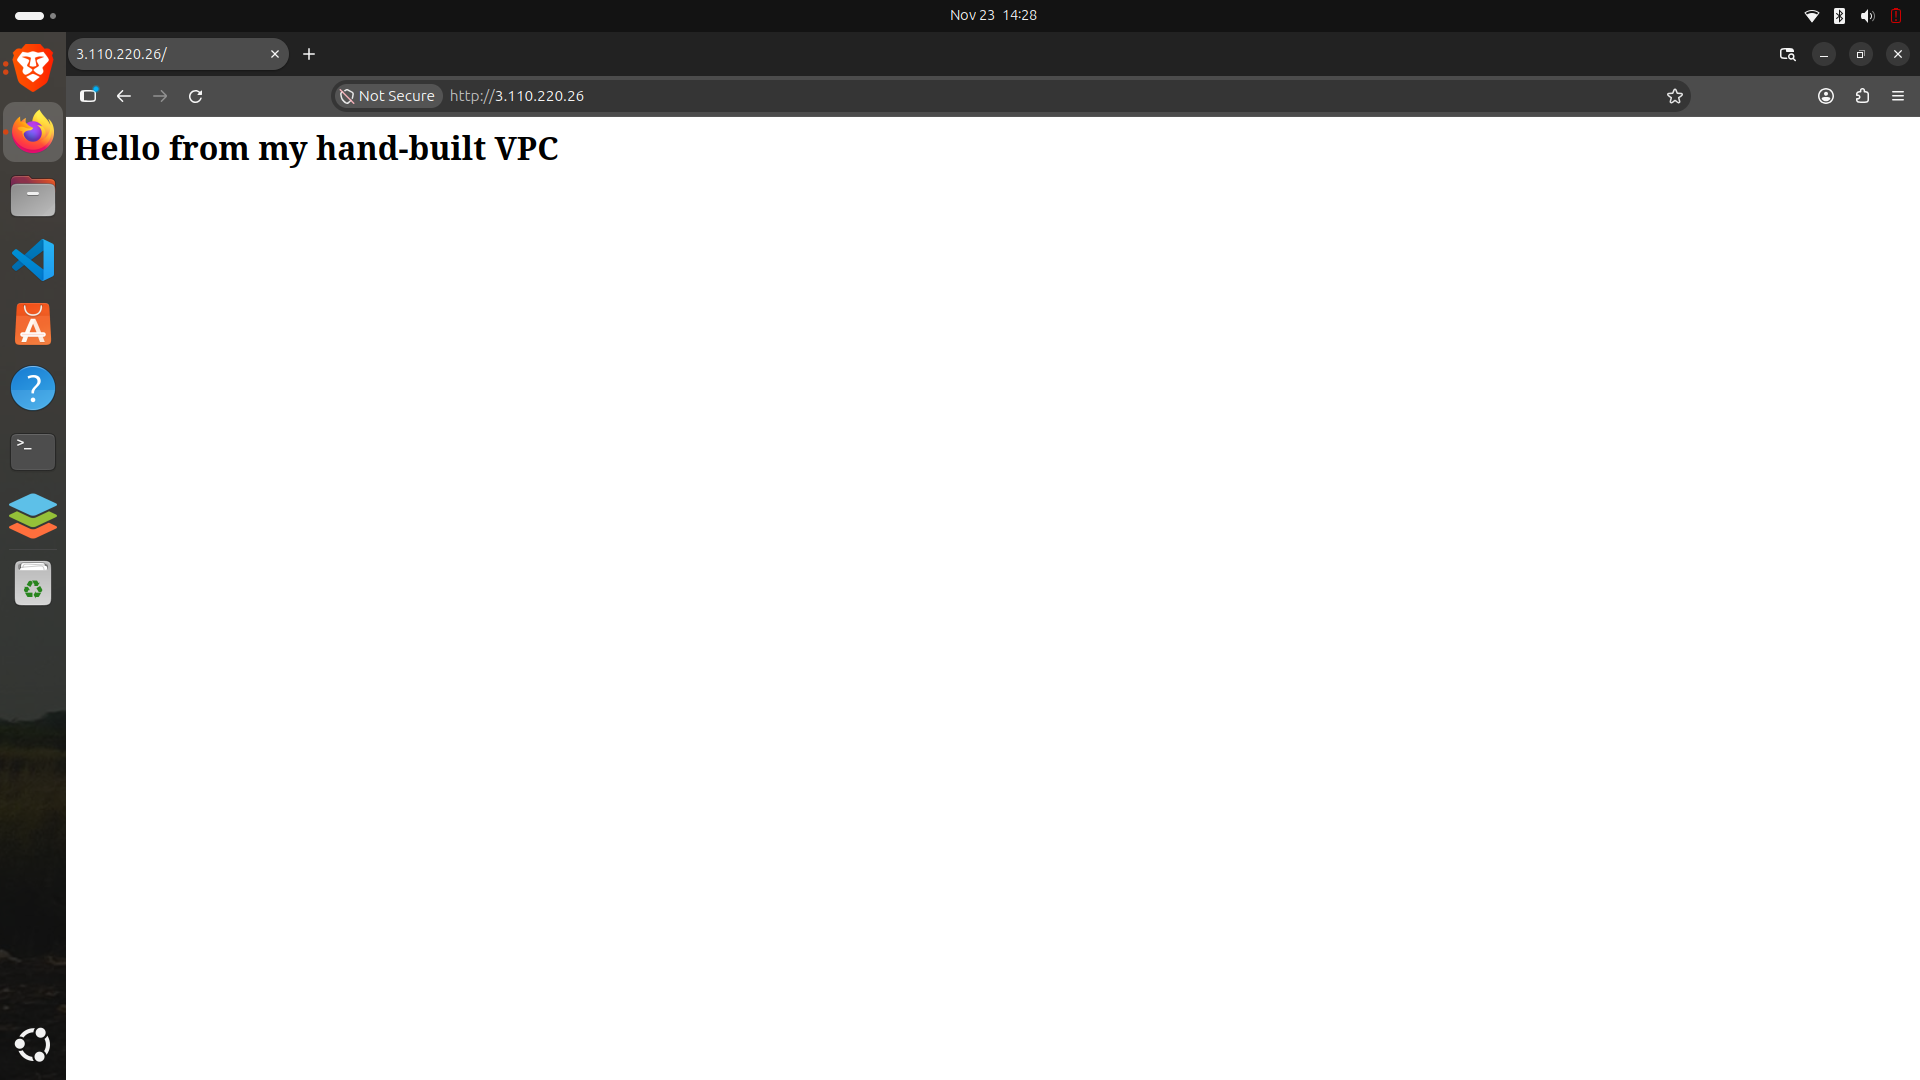 Nov 23 14:28
3.110.220.26/
Not Secure http://3.110.220.26
Hello from my hand-built VPC